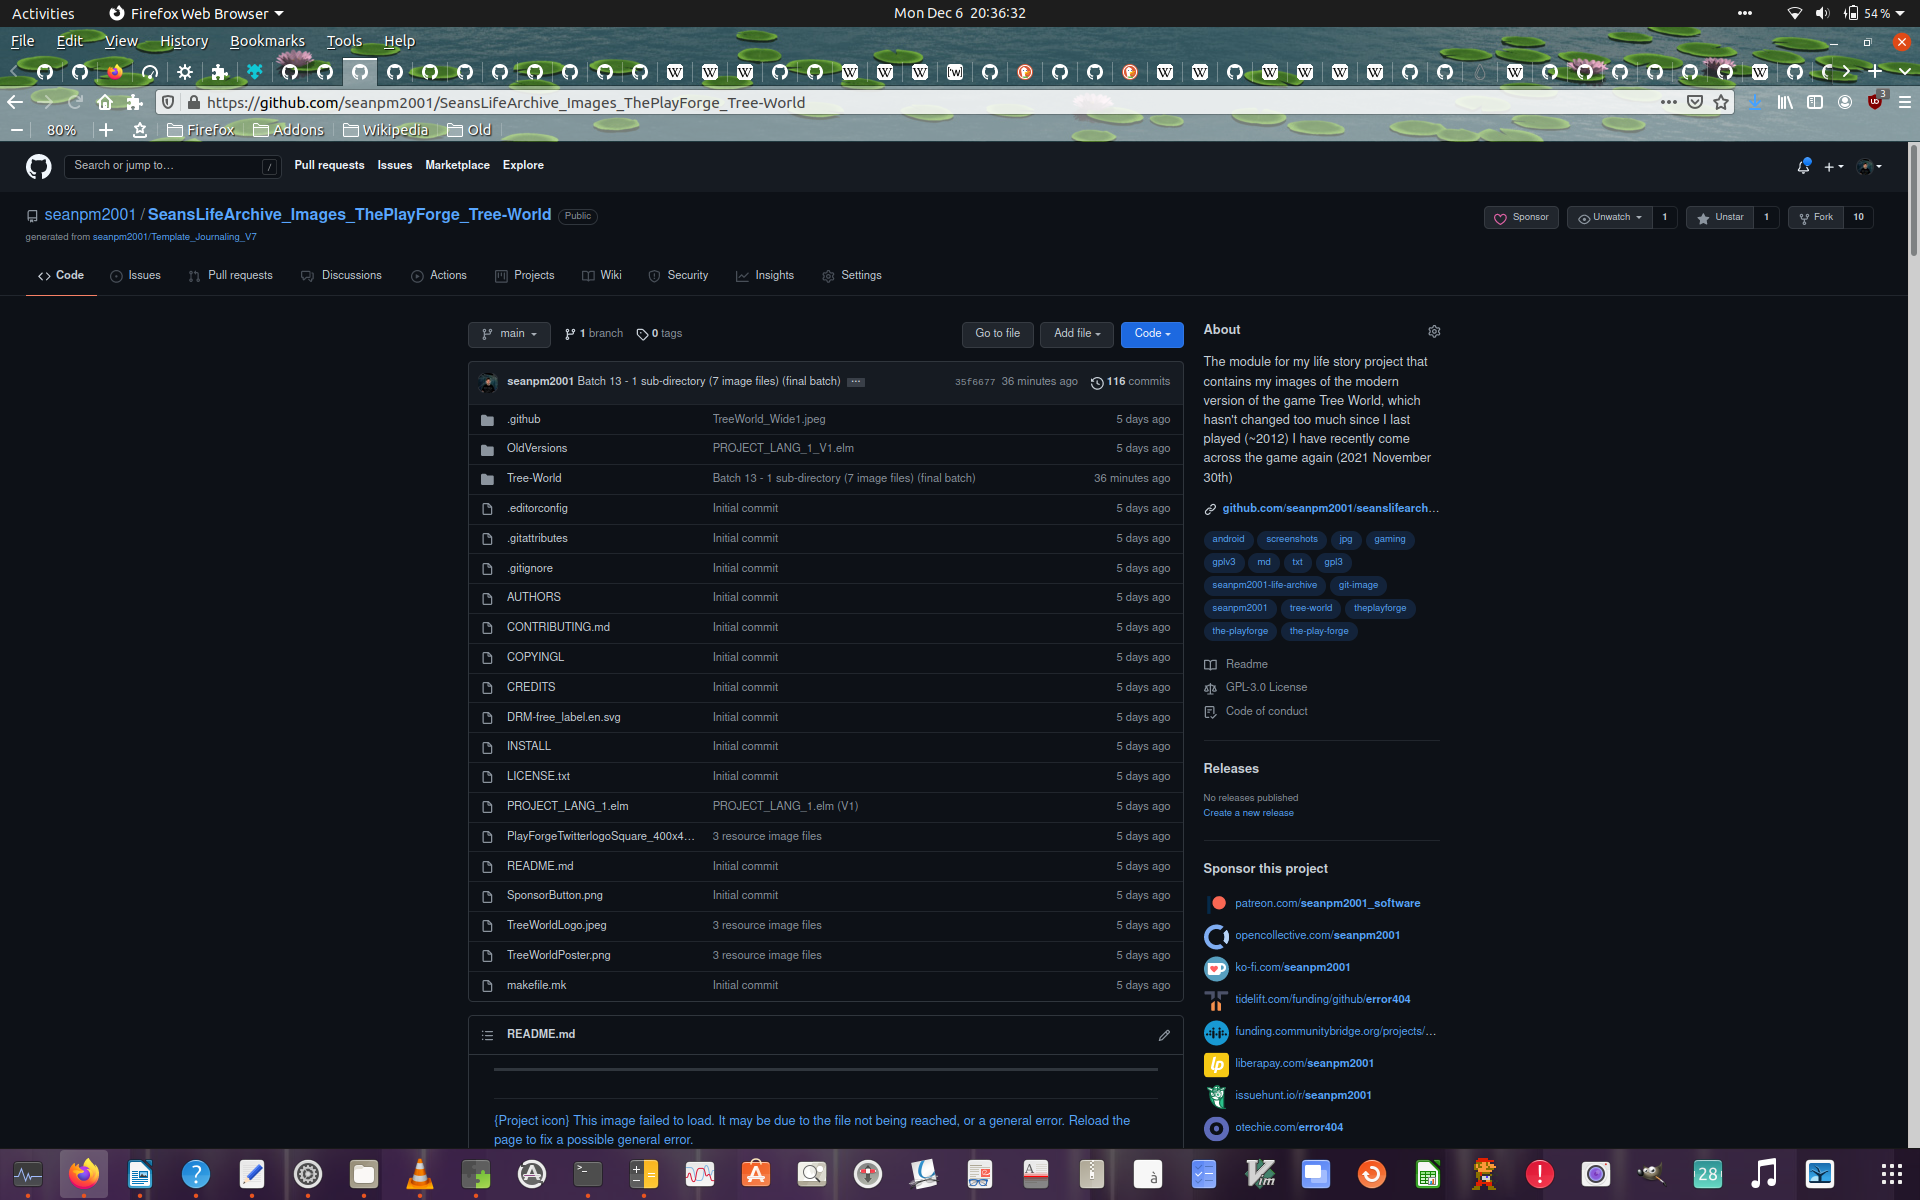 Activities Firefox Web Browser Mon Dec 6 20:36:32 54 %
File Edit View History Bookmarks Tools Help
https://github.com/seanpm2001/SeansLifeArchive_Images_ThePlayForge_Tree-World 3
80% Firefox Addons Wikipedia Old
Search or jump to… / Pull requests Issues Marketplace Explore
seanpm2001 / SeansLifeArchive_Images_ThePlayForge_Tree-World Public Sponsor Unwatch 1 Unstar 1 Fork 10
generated from seanpm2001/Template_Journaling_V7
Code Issues Pull requests Discussions Actions Projects Wiki Security Insights Settings
main 1 branch 0 tags Go to file Add file Code
seanpm2001 Batch 13 - 1 sub-directory (7 image files) (final batch) ... 35f6677 36 minutes ago 116 commits
.github TreeWorld_Wide1.jpeg 5 days ago
OldVersions PROJECT_LANG_1_V1.elm 5 days ago
Tree-World Batch 13 - 1 sub-directory (7 image files) (final batch) 36 minutes ago
.editorconfig Initial commit 5 days ago
.gitattributes Initial commit 5 days ago
.gitignore Initial commit 5 days ago
AUTHORS Initial commit 5 days ago
CONTRIBUTING.md Initial commit 5 days ago
COPYINGL Initial commit 5 days ago
CREDITS Initial commit 5 days ago
DRM-free_label.en.svg Initial commit 5 days ago
INSTALL Initial commit 5 days ago
LICENSE.txt Initial commit 5 days ago
PROJECT_LANG_1.elm PROJECT_LANG_1.elm (V1) 5 days ago
PlayForgeTwitterlogoSquare_400x4… 3 resource image files 5 days ago
README.md Initial commit 5 days ago
SponsorButton.png Initial commit 5 days ago
TreeWorldLogo.jpeg 3 resource image files 5 days ago
TreeWorldPoster.png 3 resource image files 5 days ago
makefile.mk Initial commit 5 days ago
README.md
{Project icon} This image failed to load. It may be due to the file not being reached, or a general error. Reload the
page to fix a possible general error.
About
The module for my life story project that
contains my images of the modern
version of the game Tree World, which
hasn't changed too much since I last
played (~2012) I have recently come
across the game again (2021 November
30th)
github.com/seanpm2001/seanslifearch…
android screenshots jpg gaming
gplv3 md txt gpl3
seanpm2001-life-archive git-image
seanpm2001 tree-world theplayforge
the-playforge the-play-forge
Readme
GPL-3.0 License
Code of conduct
Releases
No releases published
Create a new release
Sponsor this project
patreon.com/seanpm2001_software
opencollective.com/seanpm2001
ko-fi.com/seanpm2001
tidelift.com/funding/github/error404
funding.communitybridge.org/projects/…
liberapay.com/seanpm2001
issuehunt.io/r/seanpm2001
otechie.com/error404
28